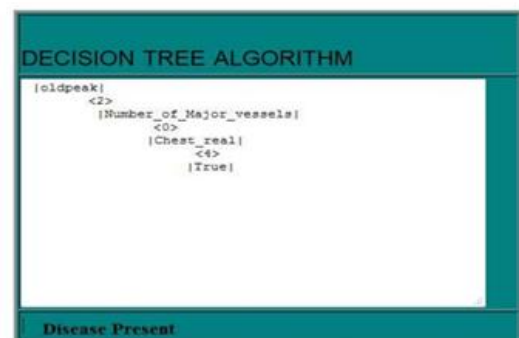 DECISION TREE ALGORITHM
|oldpeak|
<2>
|Number_of_Major_vessels|
<0>
|Chest_real|
<4>
|True|
Disease Present